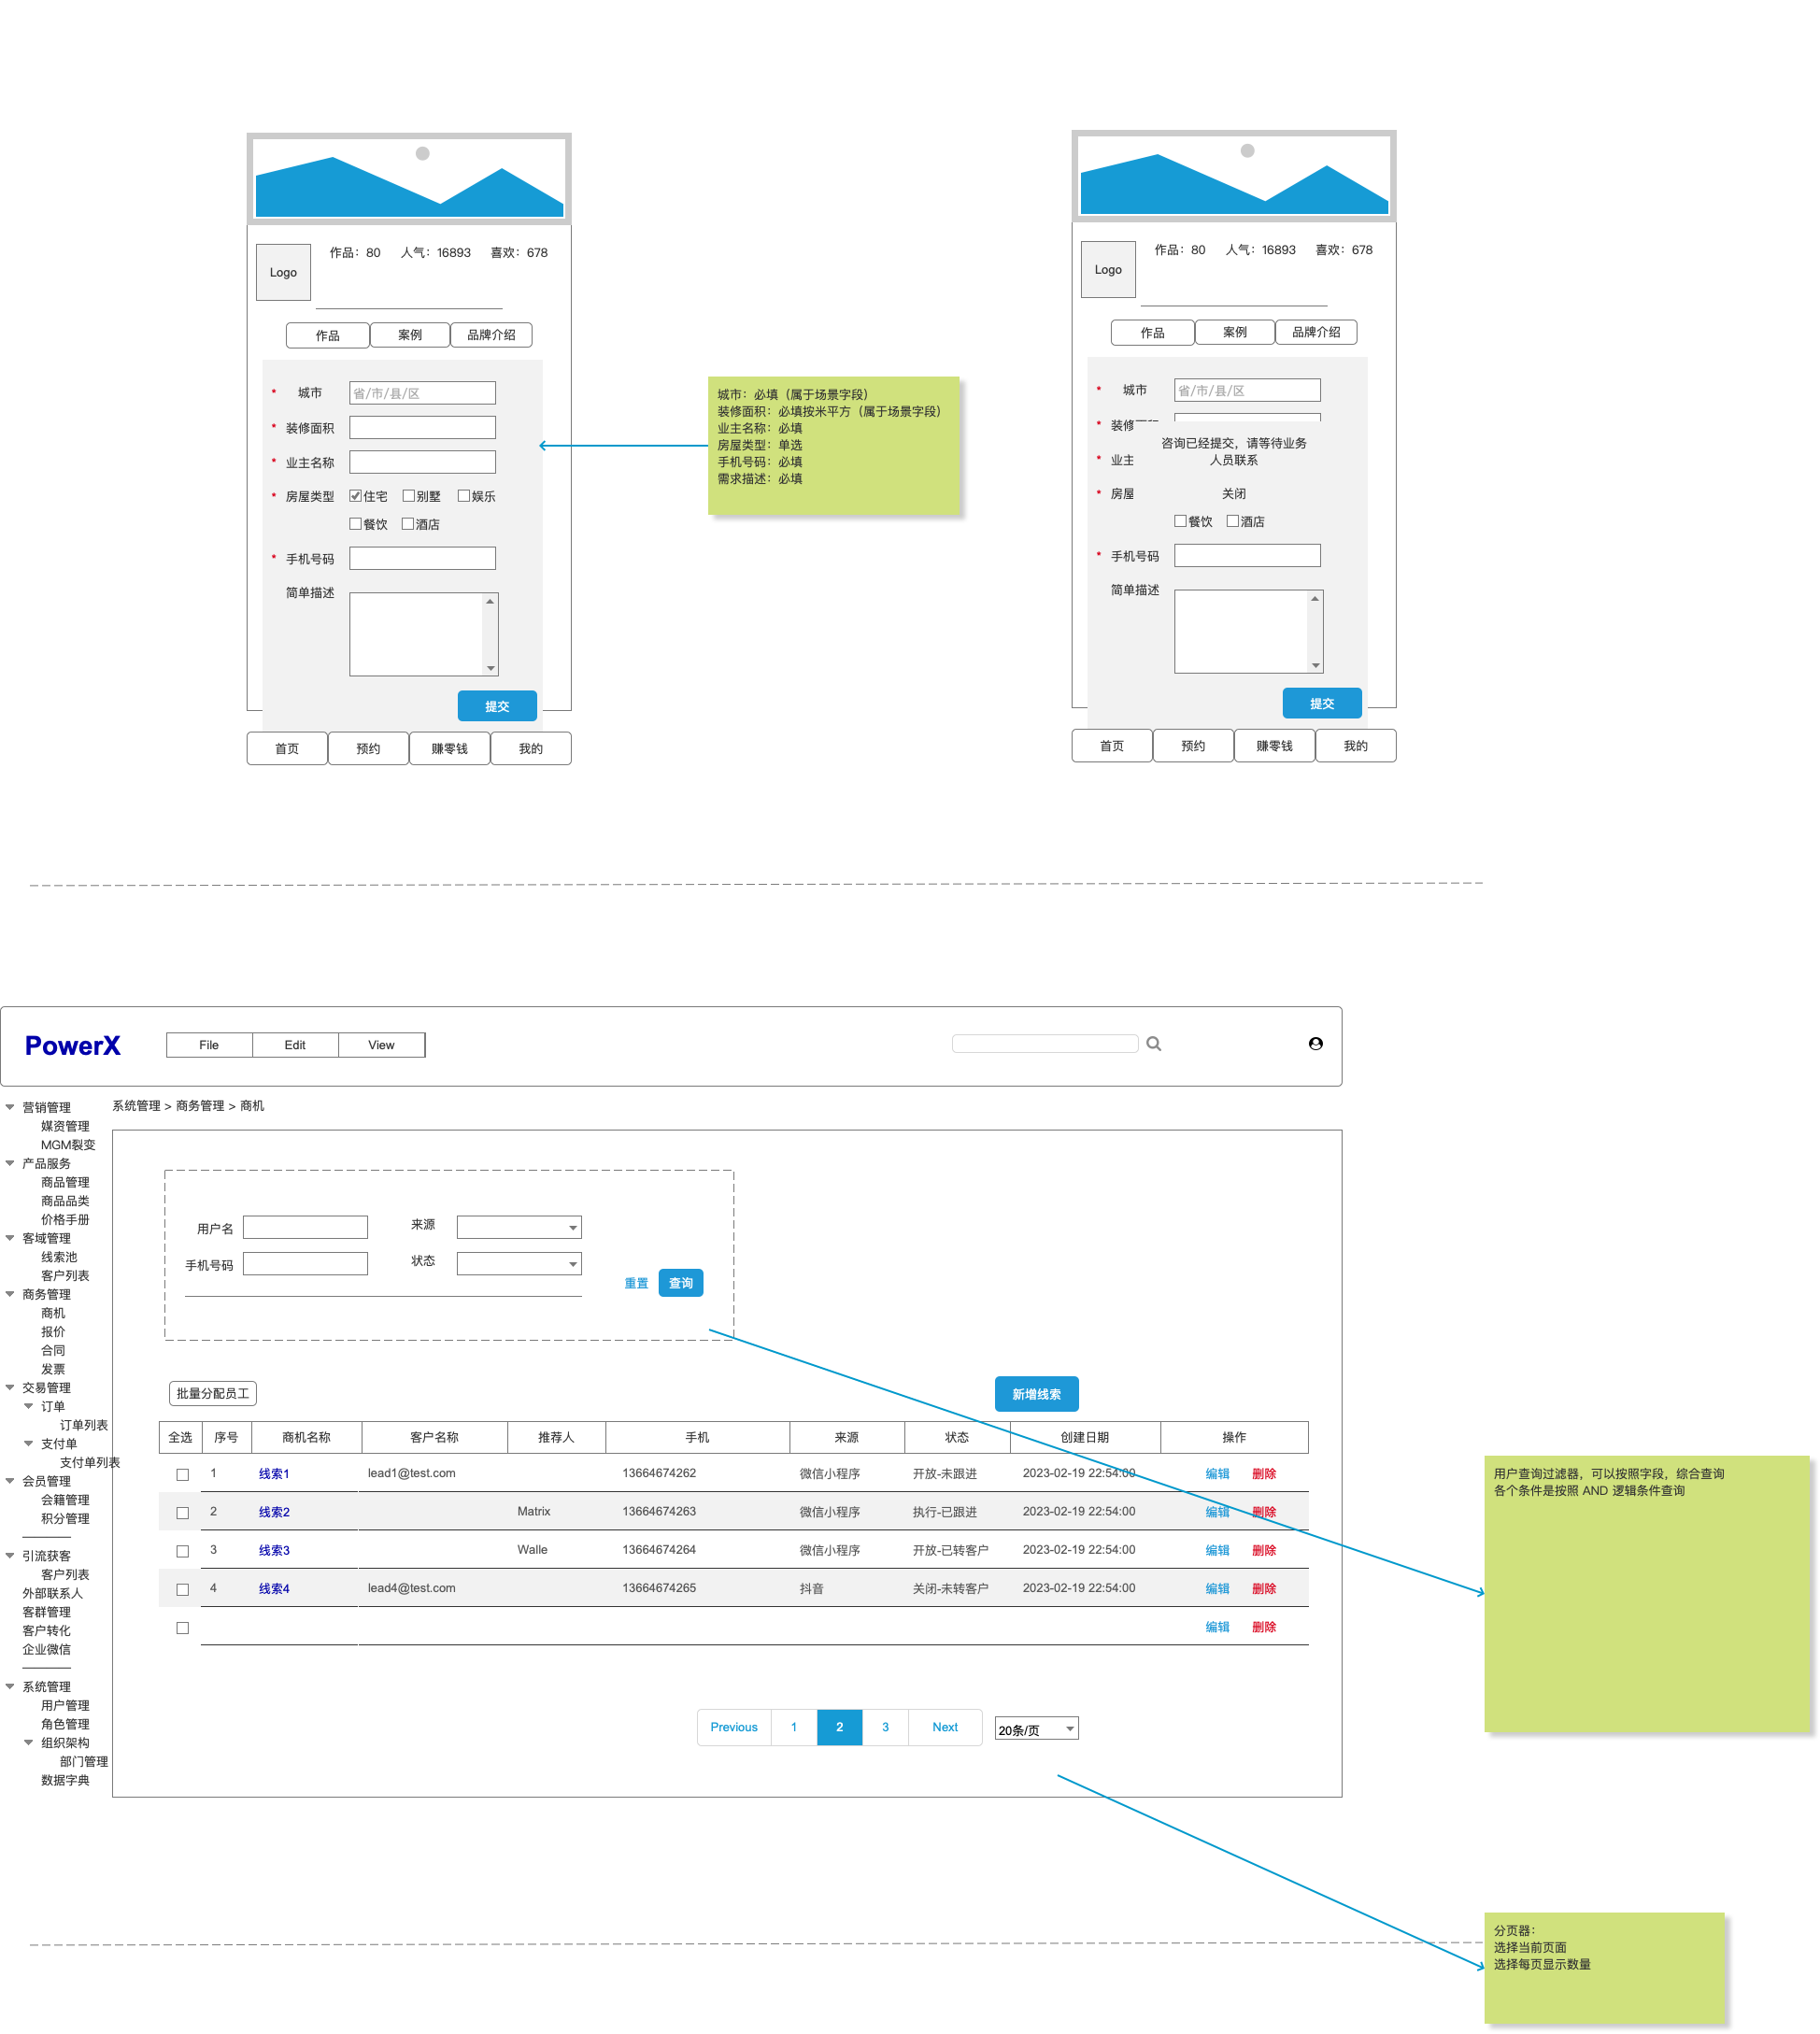 作品：80 人气：16893 喜欢：678
Logo
作品 案例 品牌介绍
* 城市 省/市/县/区
* 装修面积
* 业主名称
* 房屋类型 住宅 别墅 娱乐
餐饮 酒店
* 手机号码
简单描述
提交
首页 预约 赚零钱 我的
城市：必填（属于场景字段）
装修面积：必填按米平方（属于场景字段）
业主名称：必填
房屋类型：单选
手机号码：必填
需求描述：必填
作品：80 人气：16893 喜欢：678
Logo
作品 案例 品牌介绍
* 城市 省/市/县/区
* 装修
咨询已经提交，请等待业务
* 业主 人员联系
* 房屋 关闭
餐饮 酒店
* 手机号码
简单描述
提交
首页 预约 赚零钱 我的
PowerX File Edit View
系统管理 > 商务管理 > 商机
营销管理
媒资管理
MGM裂变
产品服务
商品管理
商品品类
价格手册
客域管理
线索池
客户列表
商务管理
商机
报价
合同
发票
交易管理
订单
订单列表
支付单
支付单列表
会员管理
会籍管理
积分管理
引流获客
客户列表
外部联系人
客群管理
客户转化
企业微信
系统管理
用户管理
角色管理
组织架构
部门管理
数据字典
用户名 来源
手机号码 状态
重置 查询
批量分配员工 新增线索
全选 序号 商机名称 客户名称 推荐人 手机 来源 状态 创建日期 操作
1 线索1 lead1@test.com 13664674262 微信小程序 开放-未跟进 2023-02-19 22:54:00 编辑 删除
2 线索2 Matrix 13664674263 微信小程序 执行-已跟进 2023-02-19 22:54:00 编辑 删除
3 线索3 Walle 13664674264 微信小程序 开放-已转客户 2023-02-19 22:54:00 编辑 删除
4 线索4 lead4@test.com 13664674265 抖音 关闭-未转客户 2023-02-19 22:54:00 编辑 删除
编辑 删除
Previous 1 2 3 Next 20条/页
用户查询过滤器，可以按照字段，综合查询
各个条件是按照 AND 逻辑条件查询
分页器：
选择当前页面
选择每页显示数量